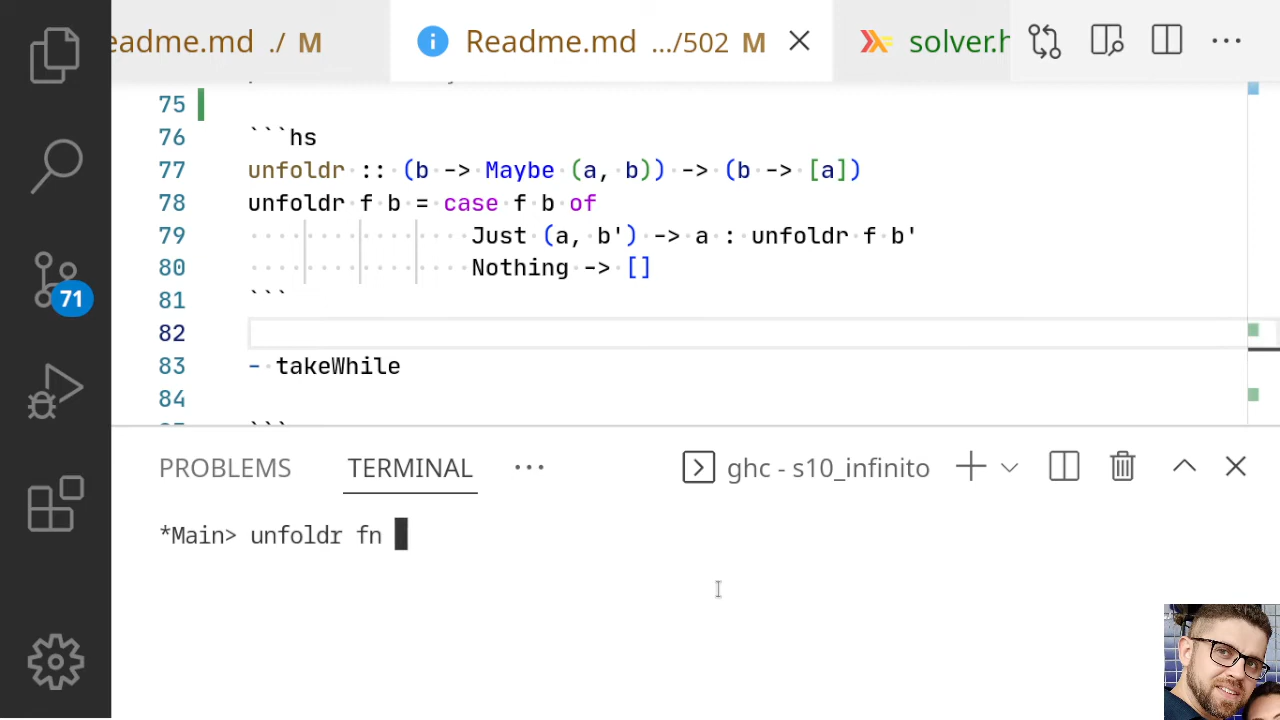 eadme.md ./ M
Readme.md .../502 M
solver.h
75
76 ```hs
77 unfoldr :: (b -> Maybe (a, b)) -> (b -> [a])
78 unfoldr f b = case f b of
79 Just (a, b') -> a : unfoldr f b'
80 Nothing -> []
81 ```
82
83 - takeWhile
84
71
PROBLEMS TERMINAL ... ghc - s10_infinito
*Main> unfoldr fn